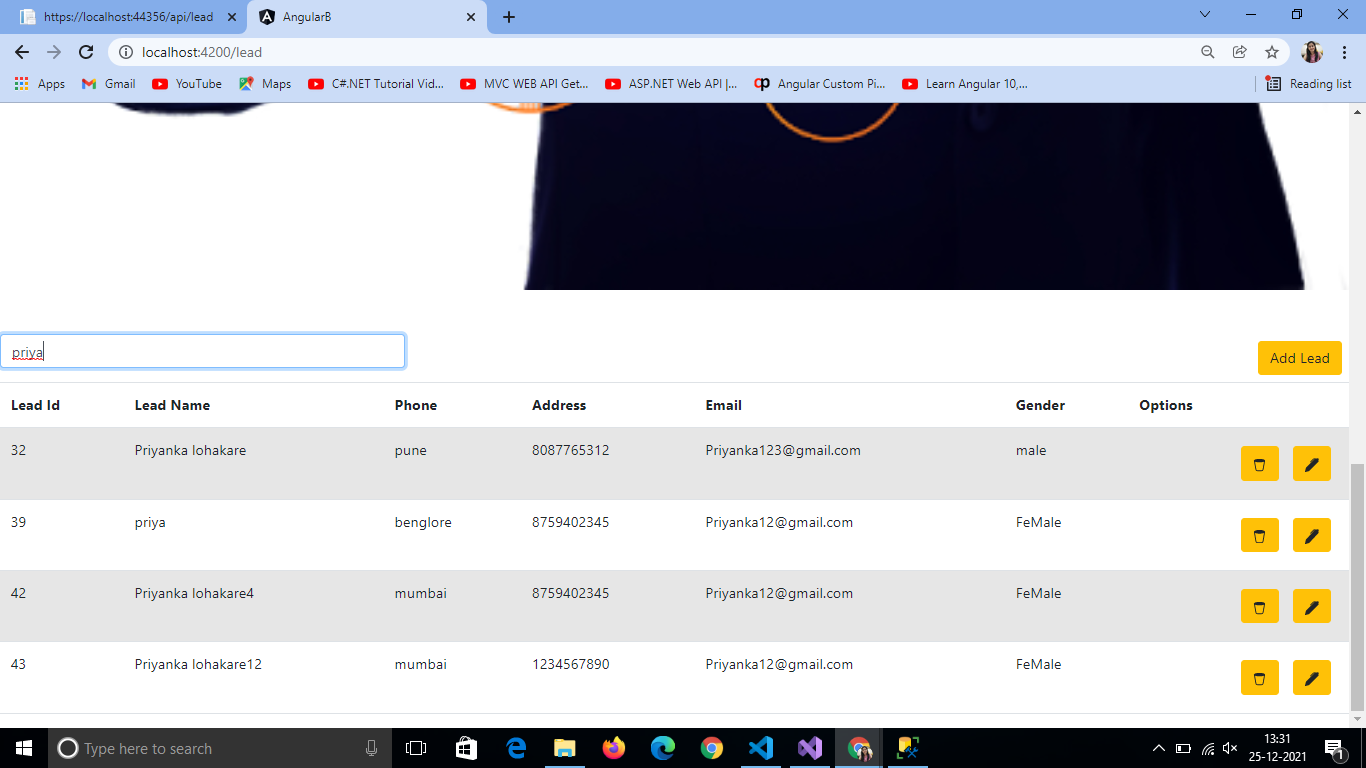 https://localhost:44356/api/lead
AngularB
localhost:4200/lead
Apps
Gmail
YouTube
Maps
C#.NET Tutorial Vid...
MVC WEB API Get...
ASP.NET Web API |...
Angular Custom Pi...
Learn Angular 10,...
Reading list
priya
Add Lead
Lead Id Lead Name Phone Address Email Gender Options
32 Priyanka lohakare pune 8087765312 Priyanka123@gmail.com male
39 priya benglore 8759402345 Priyanka12@gmail.com FeMale
42 Priyanka lohakare4 mumbai 8759402345 Priyanka12@gmail.com FeMale
43 Priyanka lohakare12 mumbai 1234567890 Priyanka12@gmail.com FeMale
Type here to search
13:31
25-12-2021
1